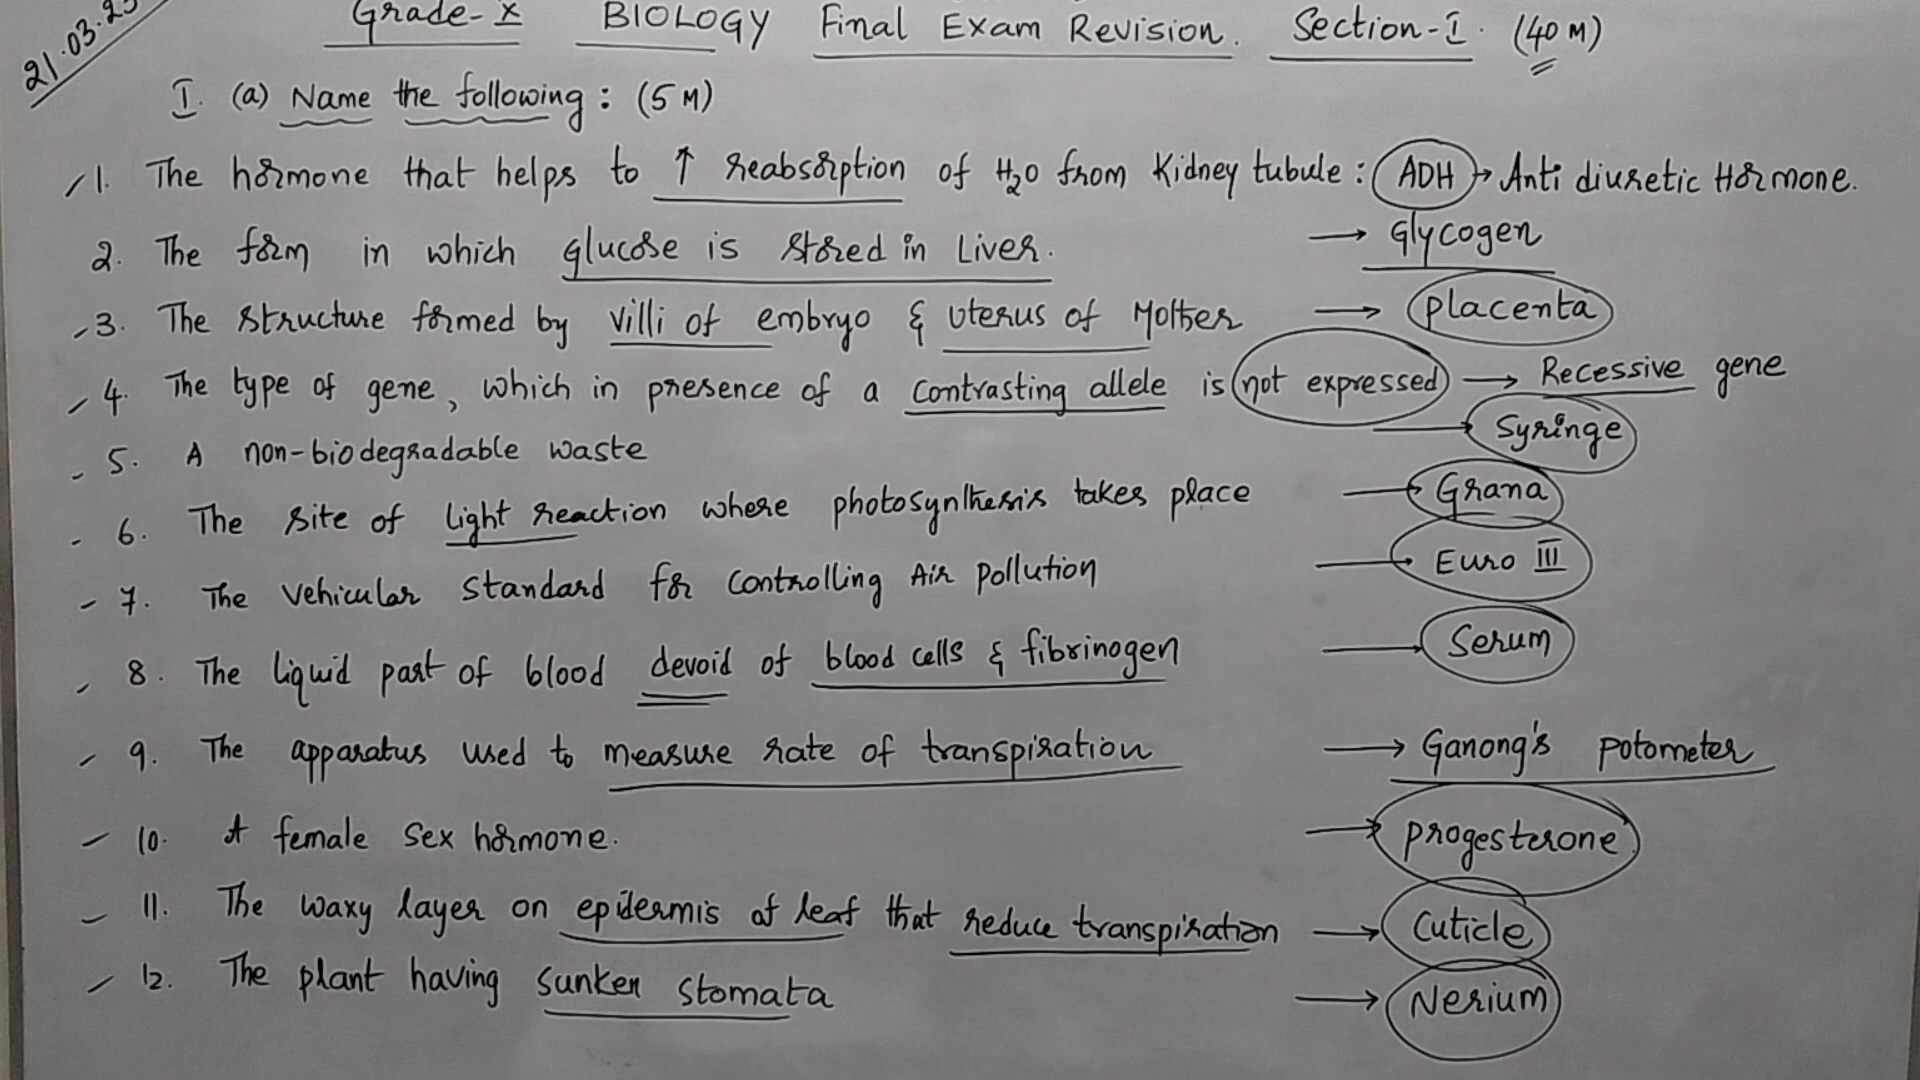 21.03.23
Grade-X BIOLOGY Final Exam Revision. Section-I. (40 M)
I. (a) Name the following : (5 M)
1. The hormone that helps to ↑ reabsorption of H₂O from Kidney tubule : ADH → Anti diuretic Hormone.
2. The form in which glucose is stored in Liver. → Glycogen
3. The structure formed by villi of embryo & uterus of Mother → placenta
4. The type of gene, which in presence of a contrasting allele is not expressed → Recessive gene
5. A non-biodegradable waste → Syringe
6. The site of light reaction where photosynthesis takes place → Grana
7. The vehicular standard for controlling Air pollution → Euro III
8. The liquid part of blood devoid of blood cells & fibrinogen → Serum
9. The apparatus used to measure rate of transpiration → Ganong's potometer
10. A female sex hormone. → progesterone
11. The waxy layer on epidermis of leaf that reduce transpiration → Cuticle
12. The plant having sunken stomata → Nerium